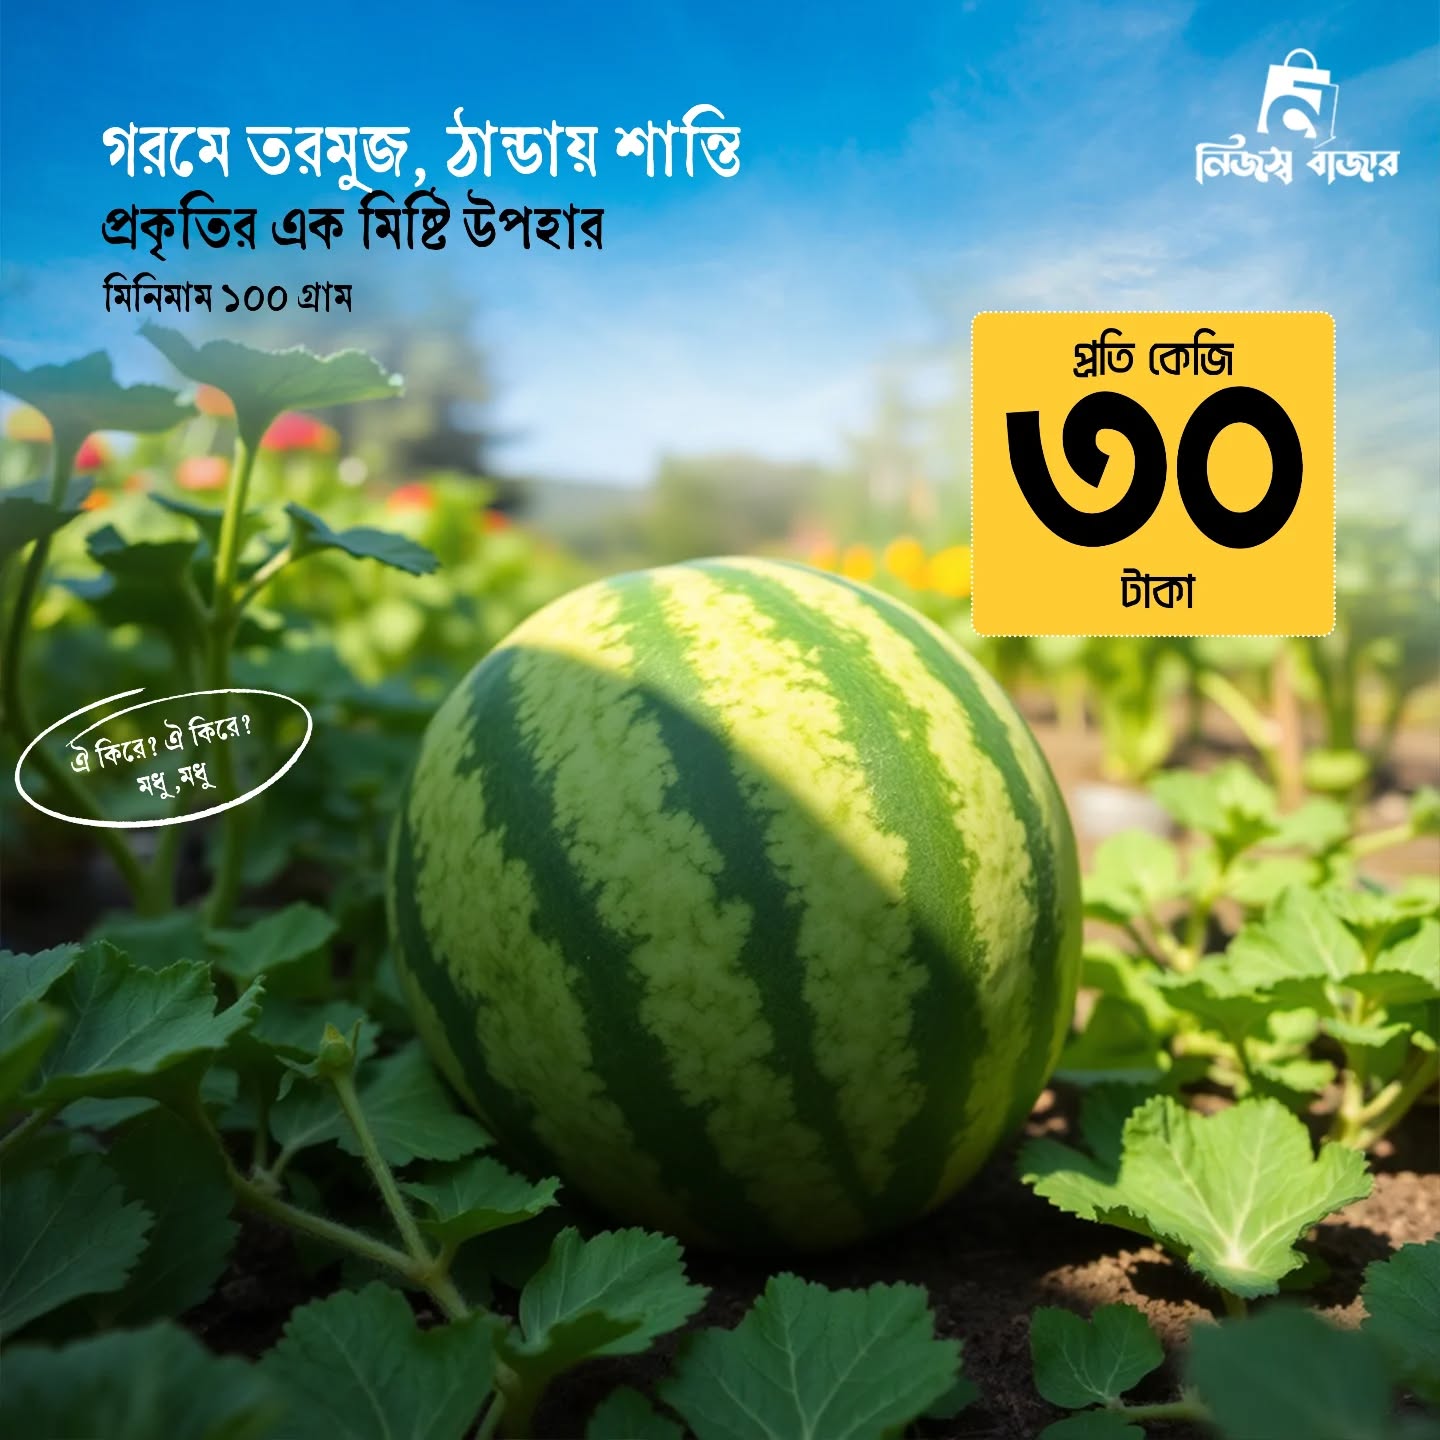 গরমে তরমুজ, ঠান্ডায় শান্তি
প্রকৃতির এক মিষ্টি উপহার
মিনিমাম ১০০ গ্রাম
নি
নিজস্ব বাজার
প্রতি কেজি
৩০
টাকা
ঐ কিরে? ঐ কিরে?
মধু ,মধু